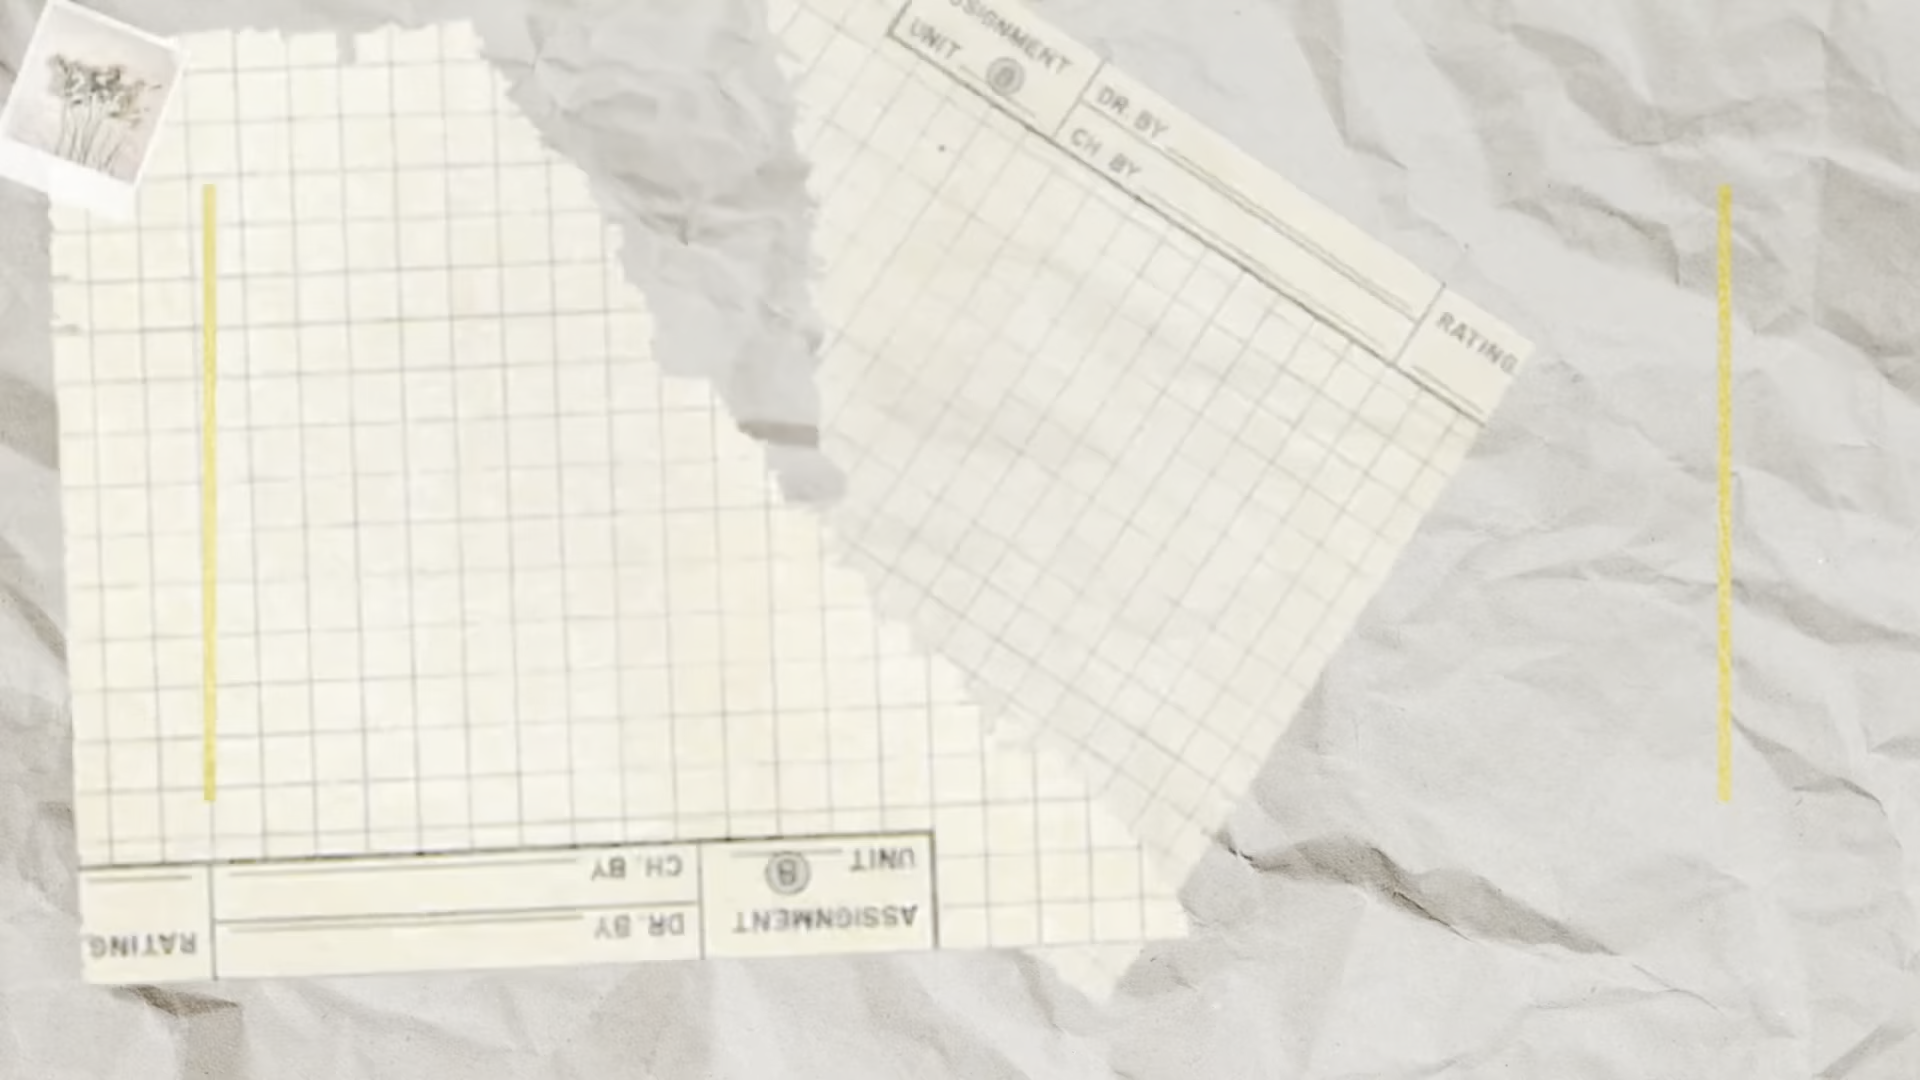 ASSIGNMENT
UNIT 8
DR. BY
CH. BY
RATING
CH. BY
UNIT 8
DR. BY
ASSIGNMENT
RATING